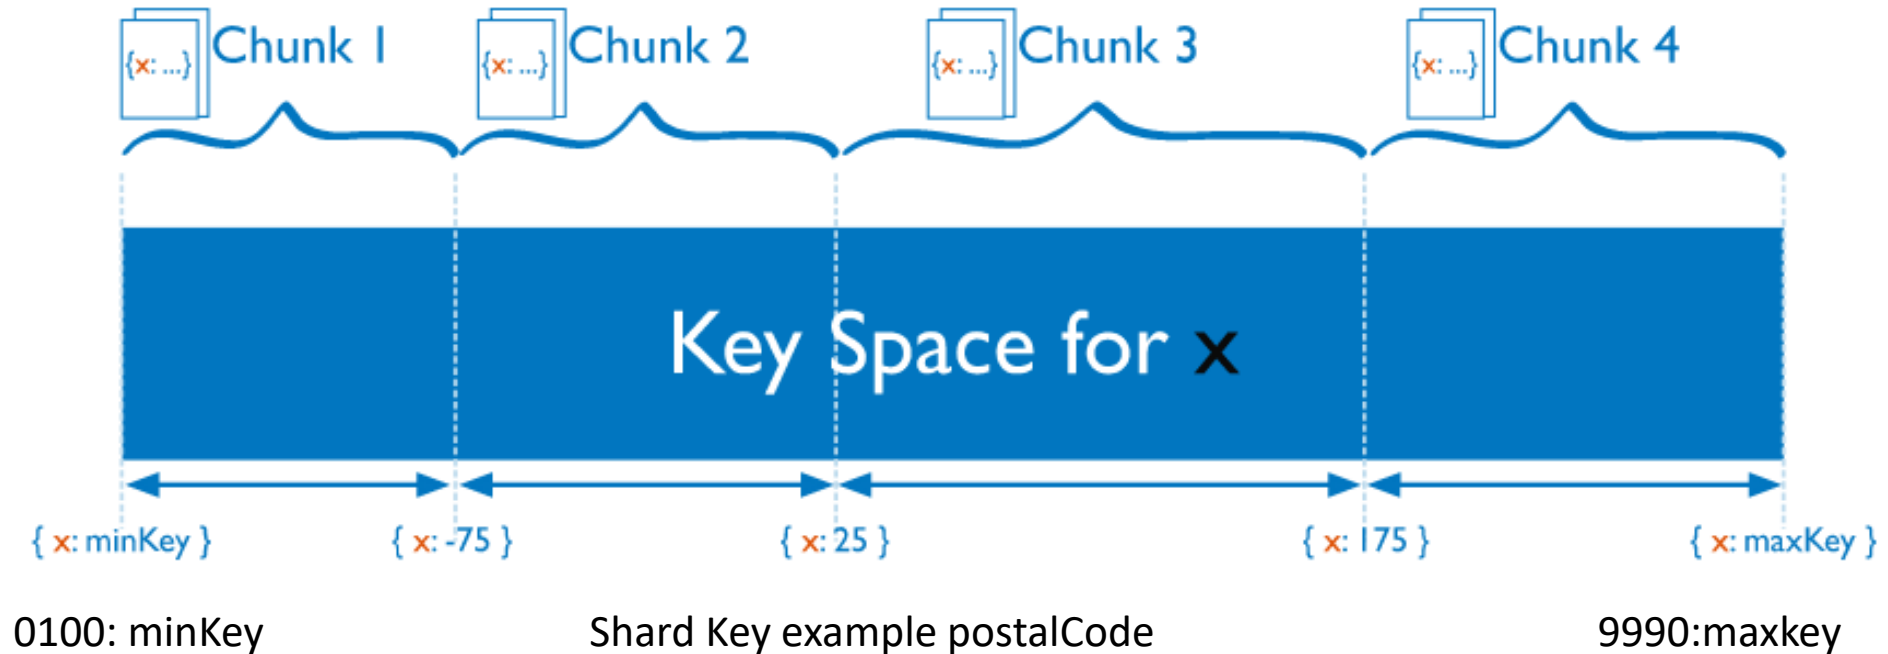 Chunk 1 Chunk 2 Chunk 3 Chunk 4
{x: ...} {x: ...} {x: ...} {x: ...}
Key Space for x
{ x: minKey } { x: -75 } { x: 25 } { x: 175 } { x: maxKey }
0100: minKey Shard Key example postalCode 9990:maxkey